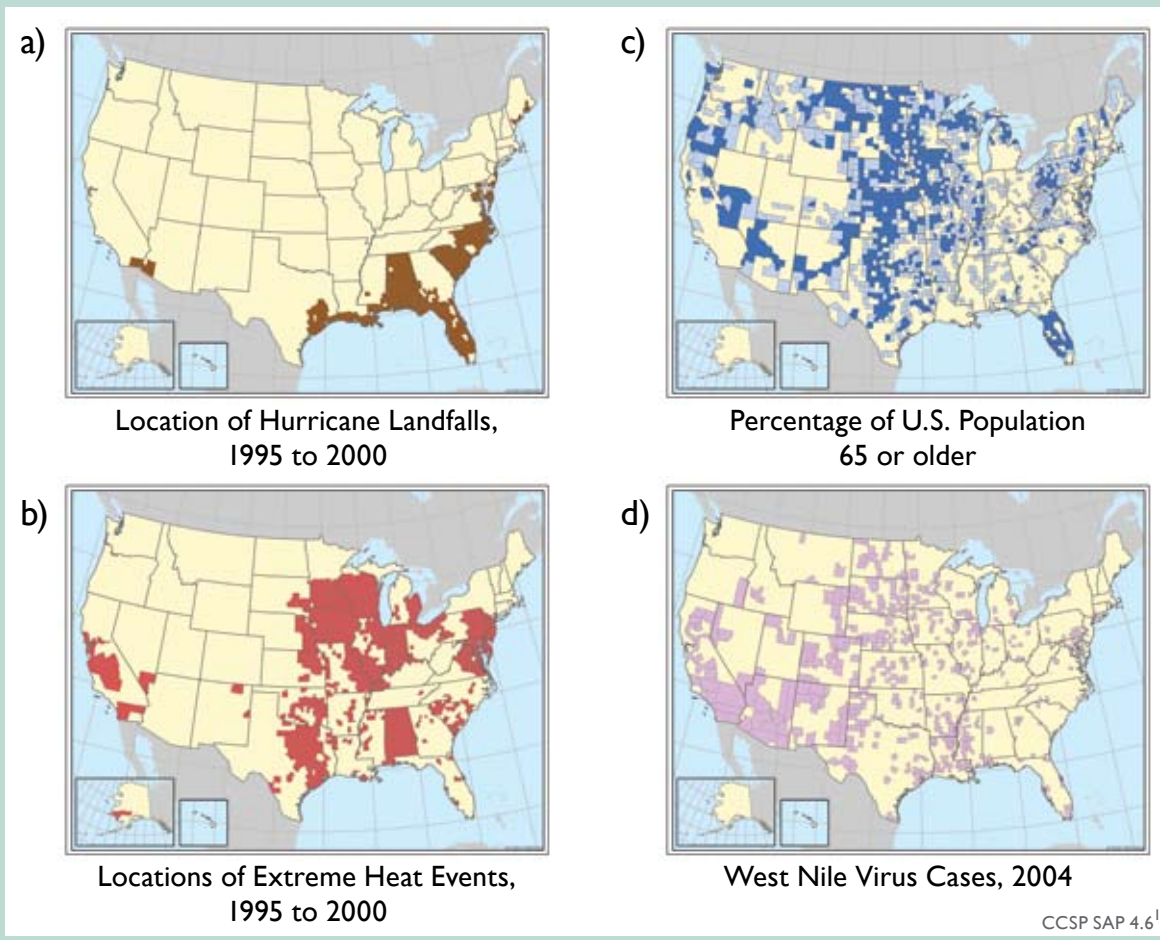 a)
Location of Hurricane Landfalls,
1995 to 2000
b)
Locations of Extreme Heat Events,
1995 to 2000
c)
Percentage of U.S. Population
65 or older
d)
West Nile Virus Cases, 2004
CCSP SAP 4.6¹